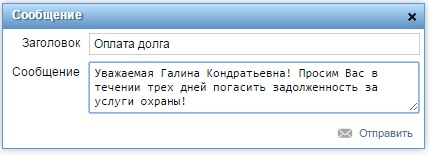 Сообщение
Заголовок Оплата долга
Сообщение Уважаемая Галина Кондратьевна! Просим Вас в
течении трех дней погасить задолженность за
услуги охраны!
Отправить